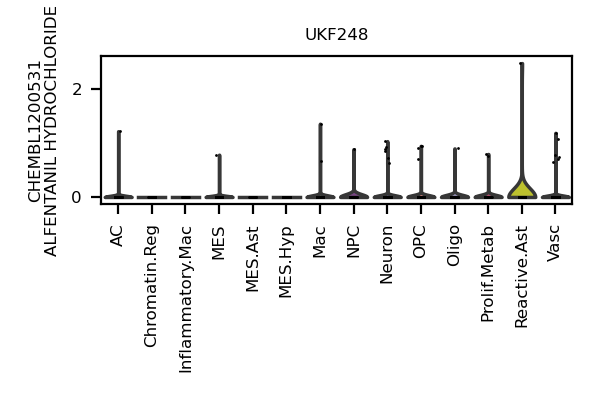 UKF248
CHEMBL1200531
ALFENTANIL HYDROCHLORIDE
2
0
AC
Chromatin.Reg
Inflammatory.Mac
MES
MES.Ast
MES.Hyp
Mac
NPC
Neuron
OPC
Oligo
Prolif.Metab
Reactive.Ast
Vasc